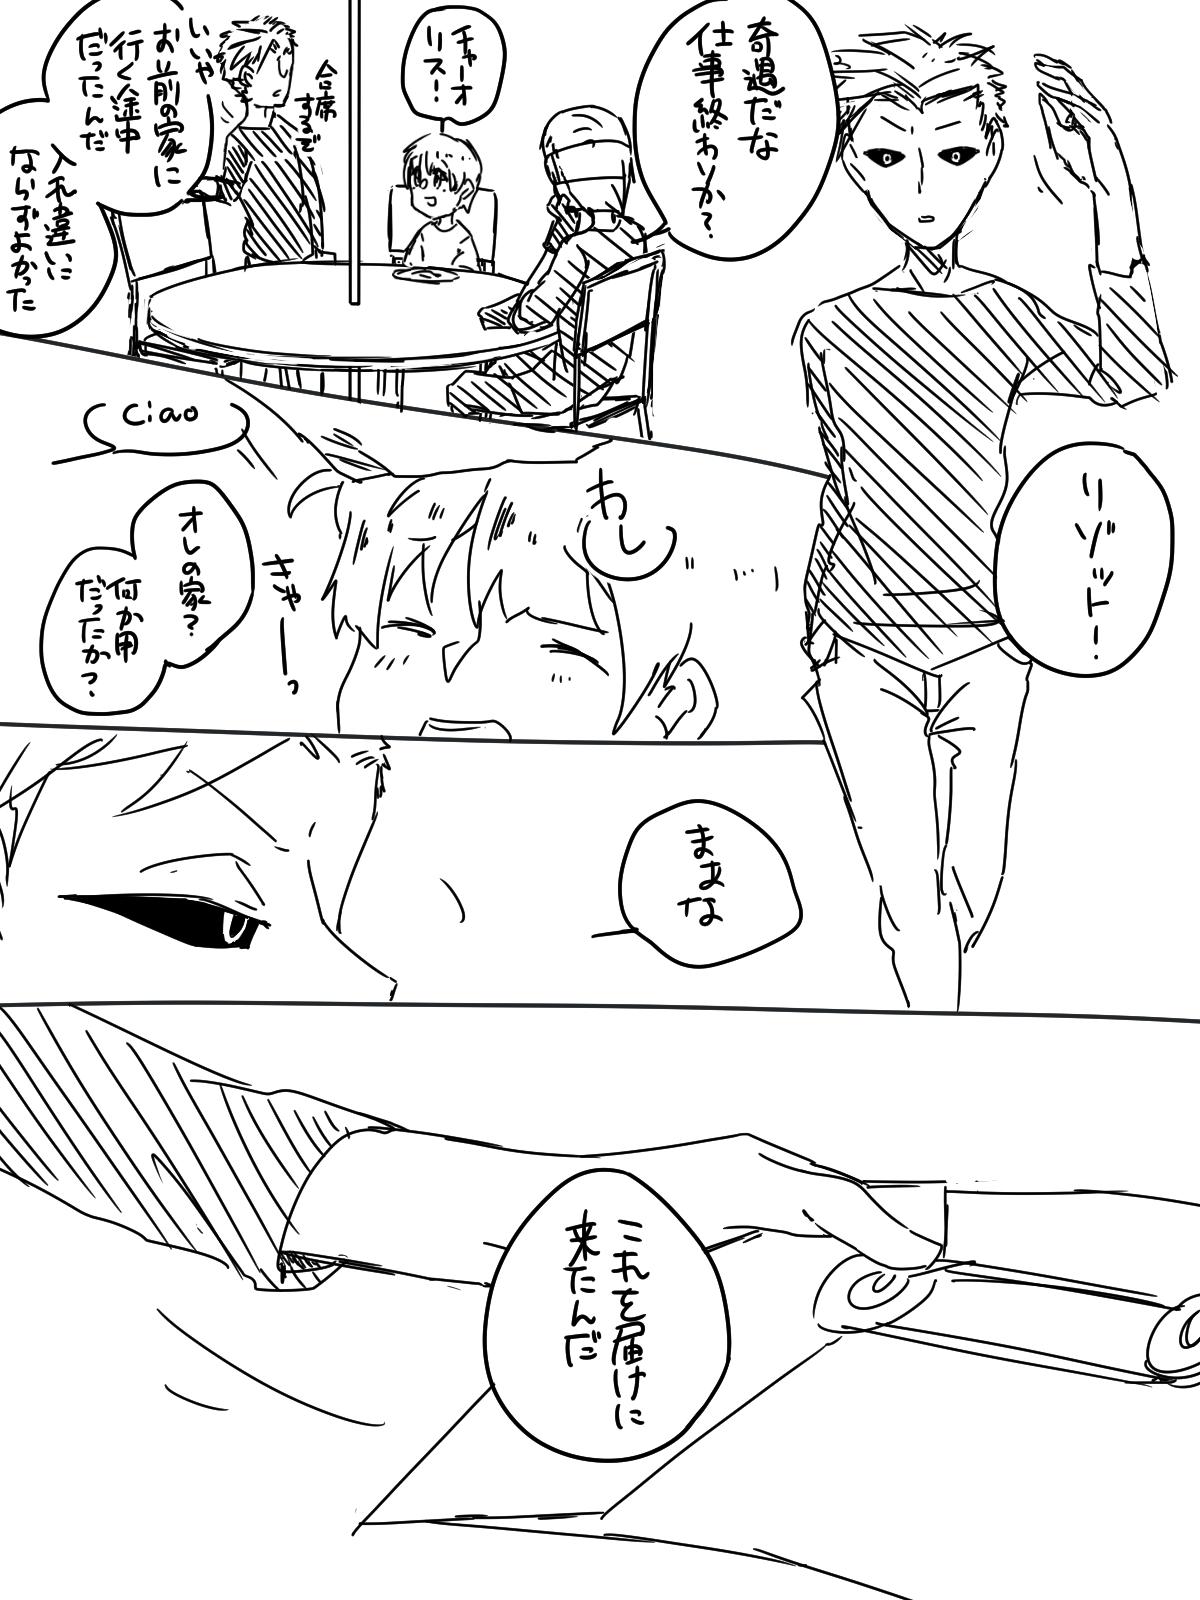 リゾット!
奇遇だな
仕事終わりか?
チャーオ
リス!
合席
するで
いいや
お前の家に
行く途中
だったんだ
入れ違いに
ならずよかった
わし
ciao
きゃーっ
オレの家?
何か用
だったか?
まぁな
これを届けに
来たんだ